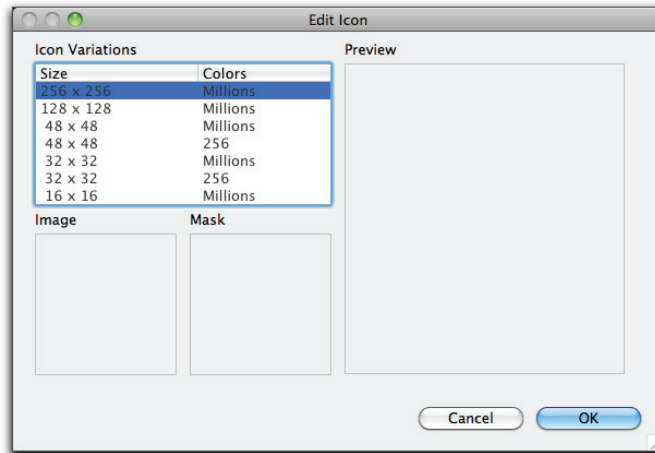 Edit Icon
Icon Variations
Preview
Size Colors
256 x 256 Millions
128 x 128 Millions
48 x 48 Millions
48 x 48 256
32 x 32 Millions
32 x 32 256
16 x 16 Millions
Image Mask
Cancel OK